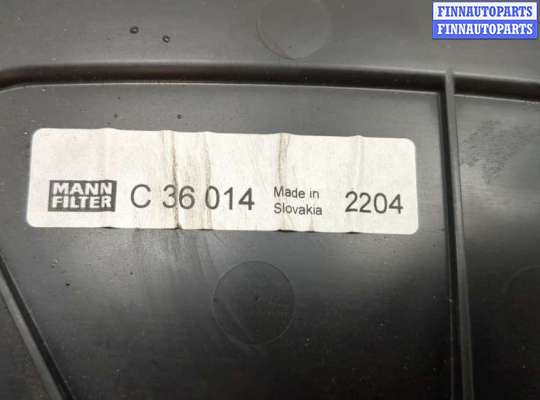 FINNAUTOPARTS
FINNAUTOPARTS
MANN
FILTER
C 36 014
Made in
Slovakia
2204